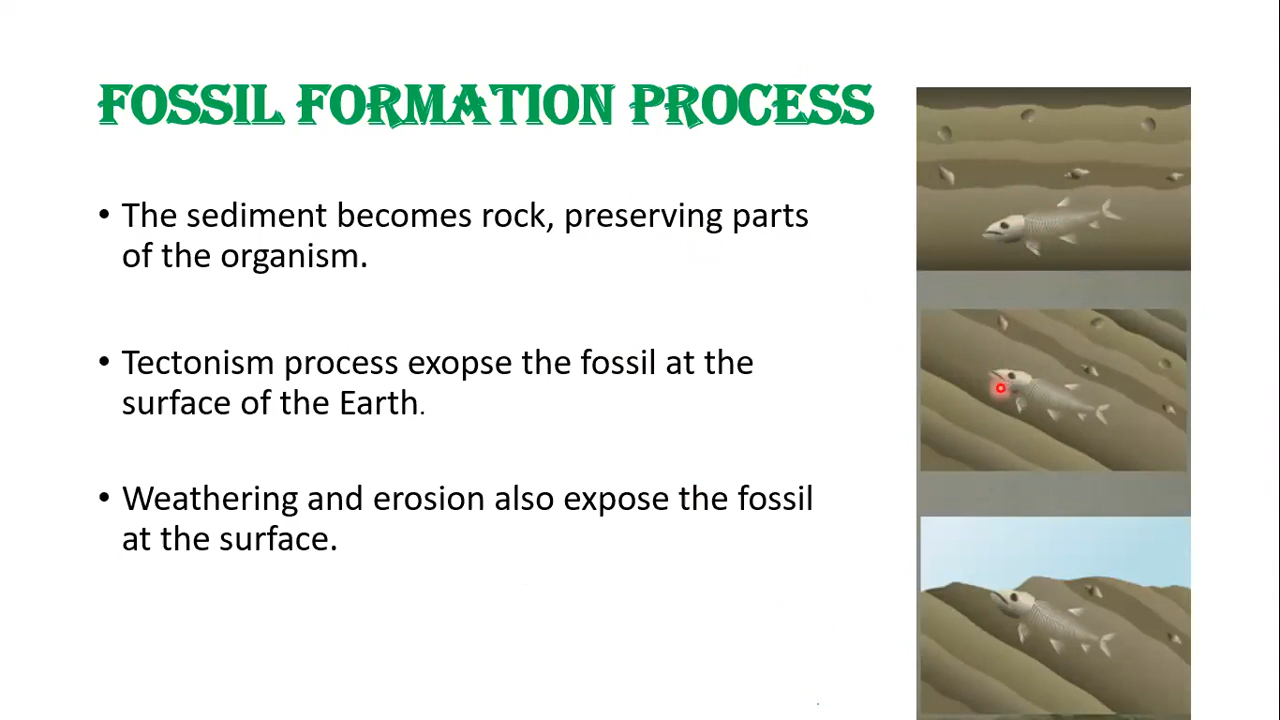 FOSSIL FORMATION PROCESS
• The sediment becomes rock, preserving parts
of the organism.
• Tectonism process exopse the fossil at the
surface of the Earth.
• Weathering and erosion also expose the fossil
at the surface.